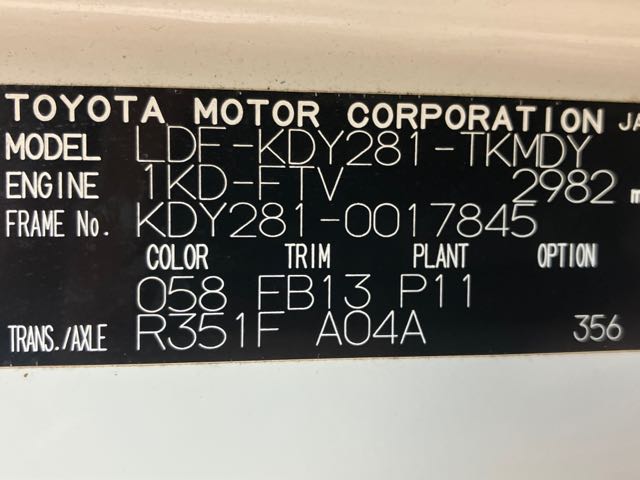 TOYOTA MOTOR CORPORATION JA
MODEL LDF-KDY281-TKMDY
ENGINE 1KD-FTV 2982 m
FRAME No. KDY281-0017845
COLOR TRIM PLANT OPTION
058 FB13 P11
TRANS./AXLE R351F A04A 356